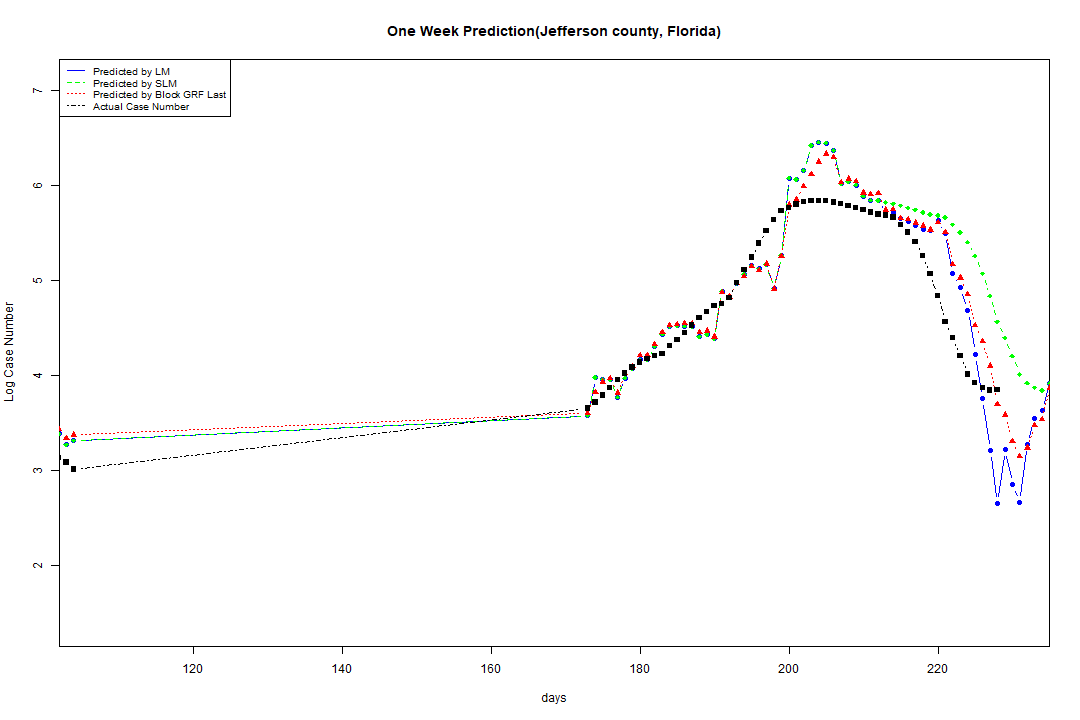 One Week Prediction(Jefferson county, Florida)
Predicted by LM
Predicted by SLM
Predicted by Block GRF Last
Actual Case Number
7
6
5
4
3
2
Log Case Number
120 140 160 180 200 220
days